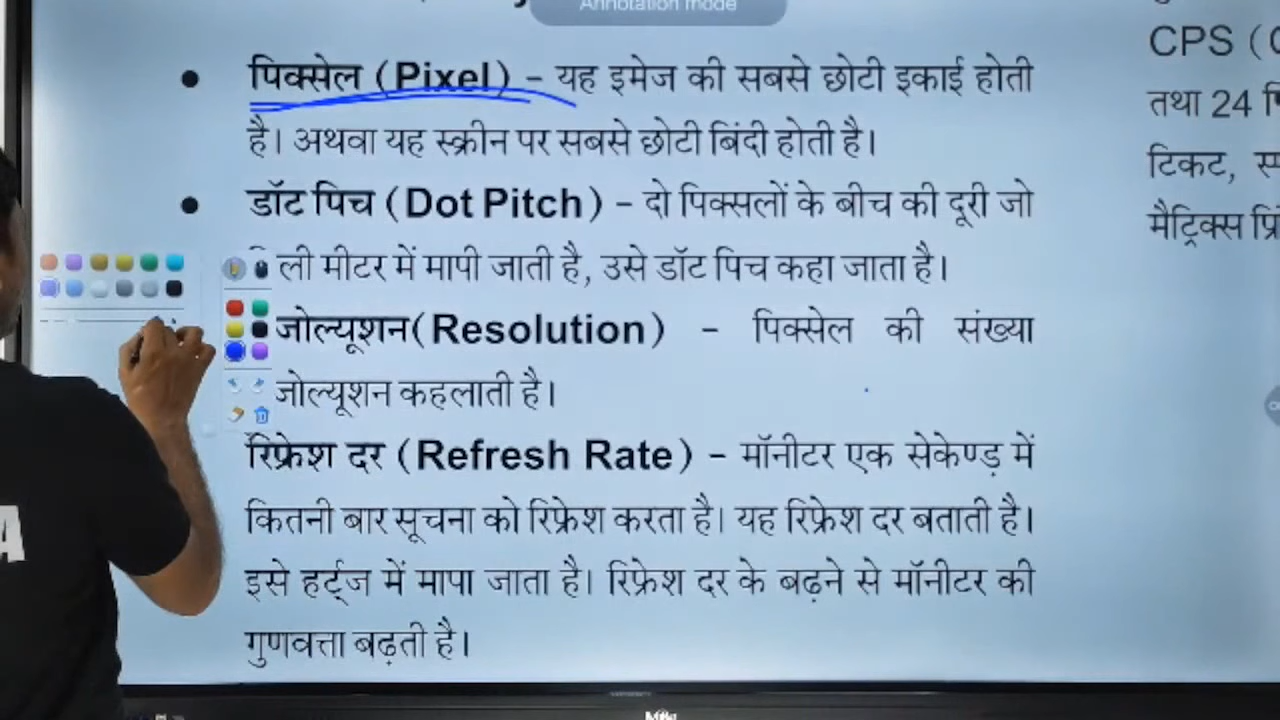 Annotation mode
पिक्सेल (Pixel) – यह इमेज की सबसे छोटी इकाई होती
है। अथवा यह स्क्रीन पर सबसे छोटी बिंदी होती है।
डॉट पिच (Dot Pitch) – दो पिक्सलों के बीच की दूरी जो
ली मीटर में मापी जाती है, उसे डॉट पिच कहा जाता है।
जोल्यूशन(Resolution) – पिक्सेल की संख्या
जोल्यूशन कहलाती है।
रिफ्रेश दर (Refresh Rate) – मॉनीटर एक सेकेण्ड़ में
कितनी बार सूचना को रिफ्रेश करता है। यह रिफ्रेश दर बताती है।
इसे हर्ट्ज में मापा जाता है। रिफ्रेश दर के बढ़ने से मॉनीटर की
गुणवत्ता बढ़ती है।
CPS (
तथा 24
टिकट,
मैट्रिक्स
A